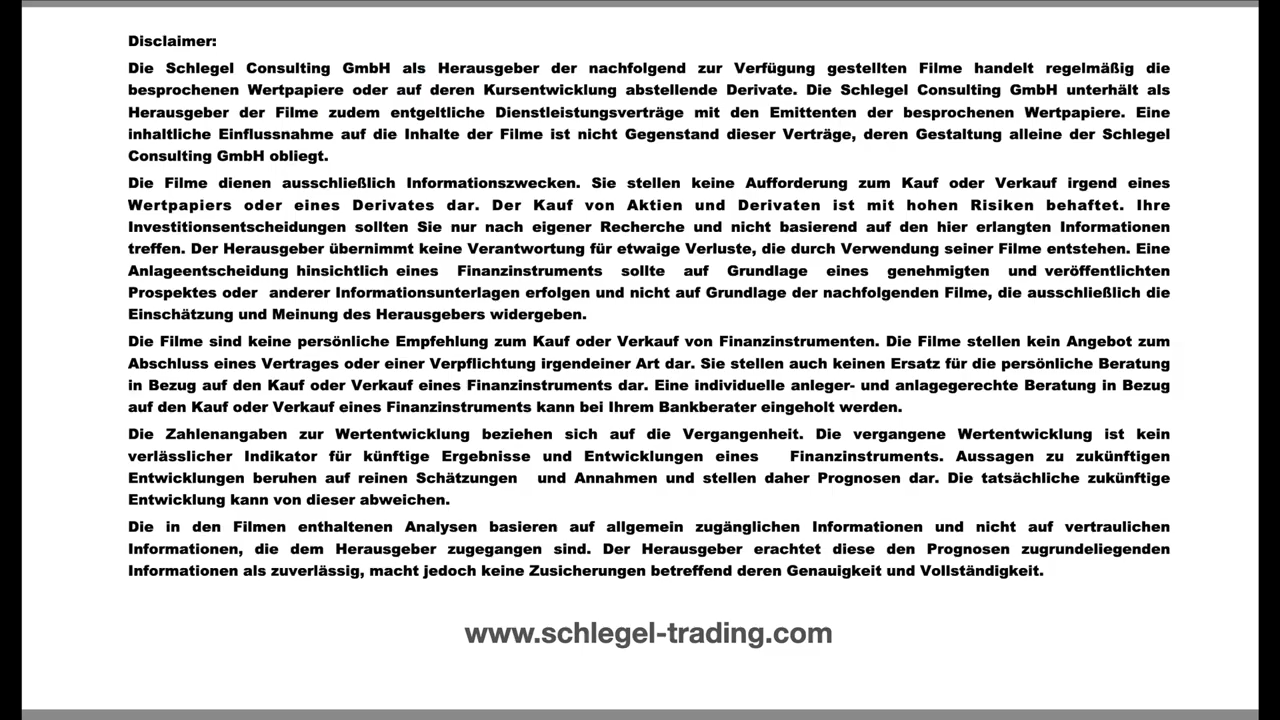 Disclaimer:
Die Schlegel Consulting GmbH als Herausgeber der nachfolgend zur Verfügung gestellten Filme handelt regelmäßig die
besprochenen Wertpapiere oder auf deren Kursentwicklung abstellende Derivate. Die Schlegel Consulting GmbH unterhält als
Herausgeber der Filme zudem entgeltliche Dienstleistungsverträge mit den Emittenten der besprochenen Wertpapiere. Eine
inhaltliche Einflussnahme auf die Inhalte der Filme ist nicht Gegenstand dieser Verträge, deren Gestaltung alleine der Schlegel
Consulting GmbH obliegt.
Die Filme dienen ausschließlich Informationszwecken. Sie stellen keine Aufforderung zum Kauf oder Verkauf irgend eines
Wertpapiers oder eines Derivates dar. Der Kauf von Aktien und Derivaten ist mit hohen Risiken behaftet. Ihre
Investitionsentscheidungen sollten Sie nur nach eigener Recherche und nicht basierend auf den hier erlangten Informationen
treffen. Der Herausgeber übernimmt keine Verantwortung für etwaige Verluste, die durch Verwendung seiner Filme entstehen. Eine
Anlageentscheidung hinsichtlich eines Finanzinstruments sollte auf Grundlage eines genehmigten und veröffentlichten
Prospektes oder anderer Informationsunterlagen erfolgen und nicht auf Grundlage der nachfolgenden Filme, die ausschließlich die
Einschätzung und Meinung des Herausgebers widergeben.
Die Filme sind keine persönliche Empfehlung zum Kauf oder Verkauf von Finanzinstrumenten. Die Filme stellen kein Angebot zum
Abschluss eines Vertrages oder einer Verpflichtung irgendeiner Art dar. Sie stellen auch keinen Ersatz für die persönliche Beratung
in Bezug auf den Kauf oder Verkauf eines Finanzinstruments dar. Eine individuelle anleger- und anlagegerechte Beratung in Bezug
auf den Kauf oder Verkauf eines Finanzinstruments kann bei Ihrem Bankberater eingeholt werden.
Die Zahlenangaben zur Wertentwicklung beziehen sich auf die Vergangenheit. Die vergangene Wertentwicklung ist kein
verlässlicher Indikator für künftige Ergebnisse und Entwicklungen eines Finanzinstruments. Aussagen zu zukünftigen
Entwicklungen beruhen auf reinen Schätzungen und Annahmen und stellen daher Prognosen dar. Die tatsächliche zukünftige
Entwicklung kann von dieser abweichen.
Die in den Filmen enthaltenen Analysen basieren auf allgemein zugänglichen Informationen und nicht auf vertraulichen
Informationen, die dem Herausgeber zugegangen sind. Der Herausgeber erachtet diese den Prognosen zugrundeliegenden
Informationen als zuverlässig, macht jedoch keine Zusicherungen betreffend deren Genauigkeit und Vollständigkeit.
www.schlegel-trading.com